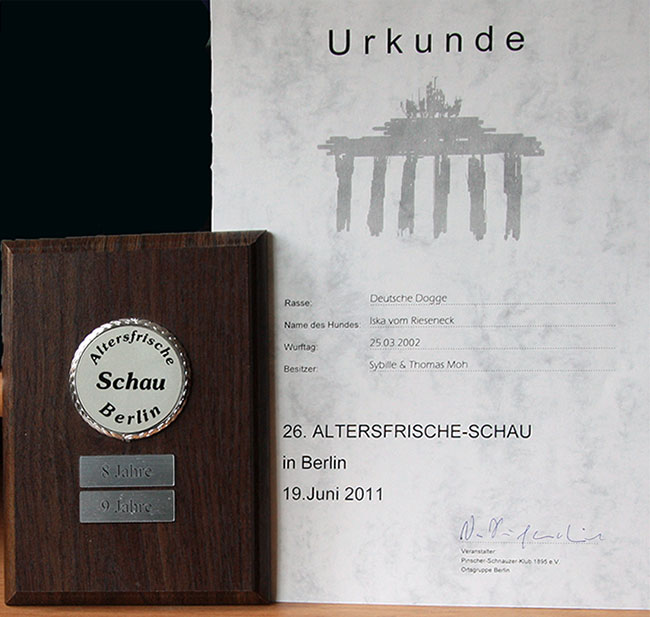 Urkunde
Rasse: Deutsche Dogge
Name des Hundes: Iska vom Rieseneck
Wurftag: 25.03.2002
Besitzer: Sybille & Thomas Moh
26. ALTERSFRISCHE-SCHAU
in Berlin
19.Juni 2011
Veranstalter
Pinscher-Schnauzer-Klub 1895 e.V.
Ortsgruppe Berlin
Altersfrische
Schau
Berlin
8 Jahre
9 Jahre